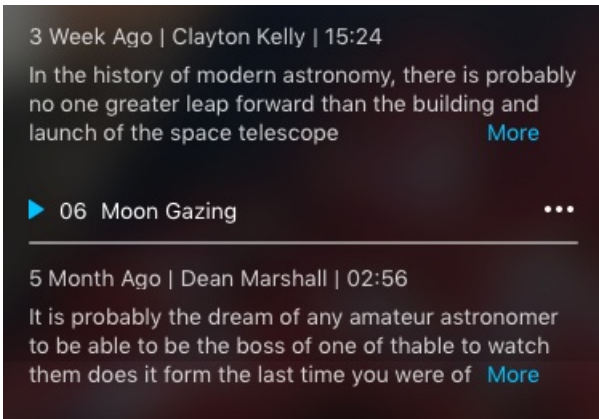 3 Week Ago | Clayton Kelly | 15:24
In the history of modern astronomy, there is probably
no one greater leap forward than the building and
launch of the space telescope More
06 Moon Gazing •••
5 Month Ago | Dean Marshall | 02:56
It is probably the dream of any amateur astronomer
to be able to be the boss of one of thable to watch
them does it form the last time you were of More